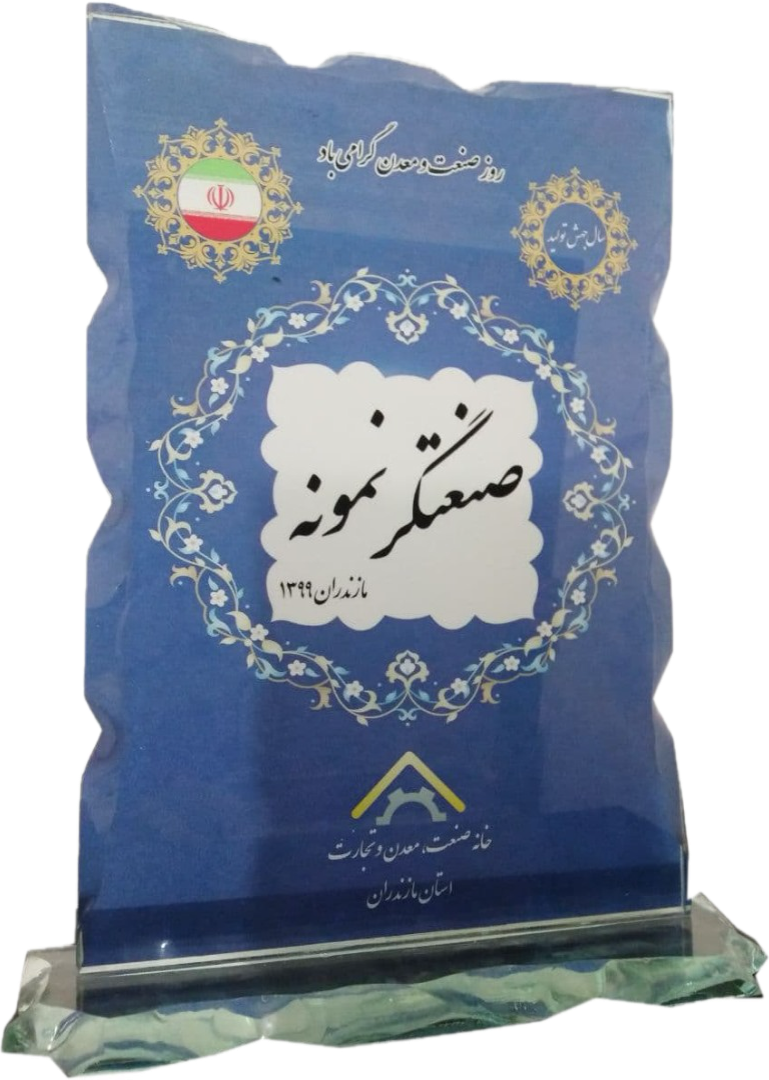 روز صنعت و معدن گرامی باد
سال جهش تولید
صنعتگر نمونه
مازندران ۱۳۹۹
خانه صنعت، معدن و تجارت
استان مازندران